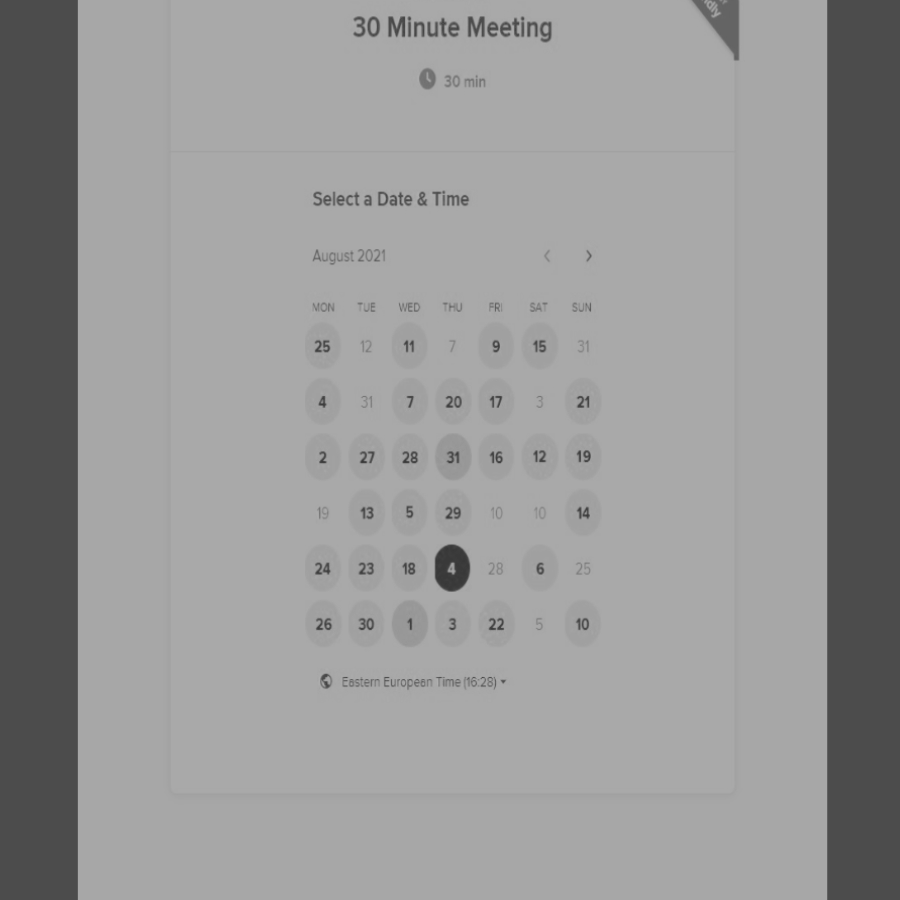 dly
30 Minute Meeting
30 min
Select a Date & Time
August 2021
MON TUE WED THU FRI SAT SUN
25 12 11 7 9 15 31
4 31 7 20 17 3 21
2 27 28 31 16 12 19
19 13 5 29 10 10 14
24 23 18 4 28 6 25
26 30 1 3 22 5 10
Eastern European Time (16:28)